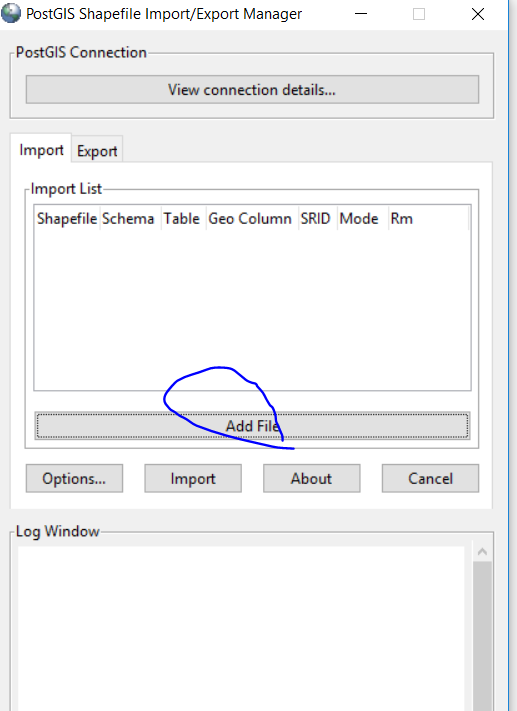 PostGIS Shapefile Import/Export Manager
PostGIS Connection
View connection details...
Import Export
Import List
Shapefile Schema Table Geo Column SRID Mode Rm
Add File
Options... Import About Cancel
Log Window